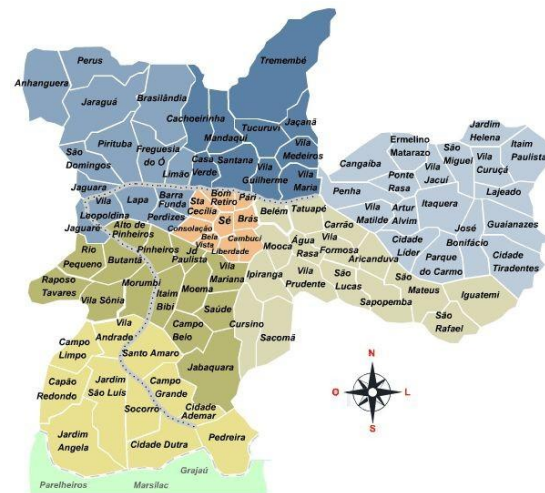 Tremembé
Perus
Anhanguera
Jaraguá
Brasilândia
Cachoeirinha
Mandaqui
Tucuruvi
Jaçanã
Jardim
Helena
Pirituba
Freguesia
do Ó
São
Domingos
Limão
Casa
Verde
Santana
Vila
Medeiros
Vila
Guilherme
Vila
Maria
Cangaíba
Ermelino
Matarazo
São
Miguel
Itaim
Paulista
Ponte
Rasa
Vila
Jacuí
Vila
Curuçá
Jaguara
Vila
Leopoldina
Lapa
Barra
Funda
Perdizes
Sta
Cecília
Bom
Retiro
Pari
Sé
Brás
Belém
Tatuapé
Penha
Vila
Matilde
Artur
Alvim
Itaquera
Lajeado
Guaianazes
Jaguaré
Alto de
Pinheiros
Consolação
Bela
Vista
Liberdade
Cambuci
Mooca
Água
Rasa
Carrão
Vila
Formosa
Aricanduva
Cidade
Líder
José
Bonifácio
Parque
do Carmo
Cidade
Tiradentes
Rio
Pequeno
Butantã
Pinheiros
Jd
Paulista
Vila
Mariana
Ipiranga
Vila
Prudente
São
Lucas
Sapopemba
São
Mateus
Iguatemi
São
Rafael
Raposo
Tavares
Vila Sônia
Morumbi
Itaim
Bibi
Moema
Saúde
Cursino
Sacomã
Campo
Belo
Jabaquara
Vila
Andrade
Campo
Limpo
Santo Amaro
Capão
Redondo
Jardim
São Luís
Campo
Grande
Socorro
Cidade
Ademar
Jardim
Angela
Cidade Dutra
Pedreira
Grajaú
Parelheiros
Marsilac
N
O
L
S